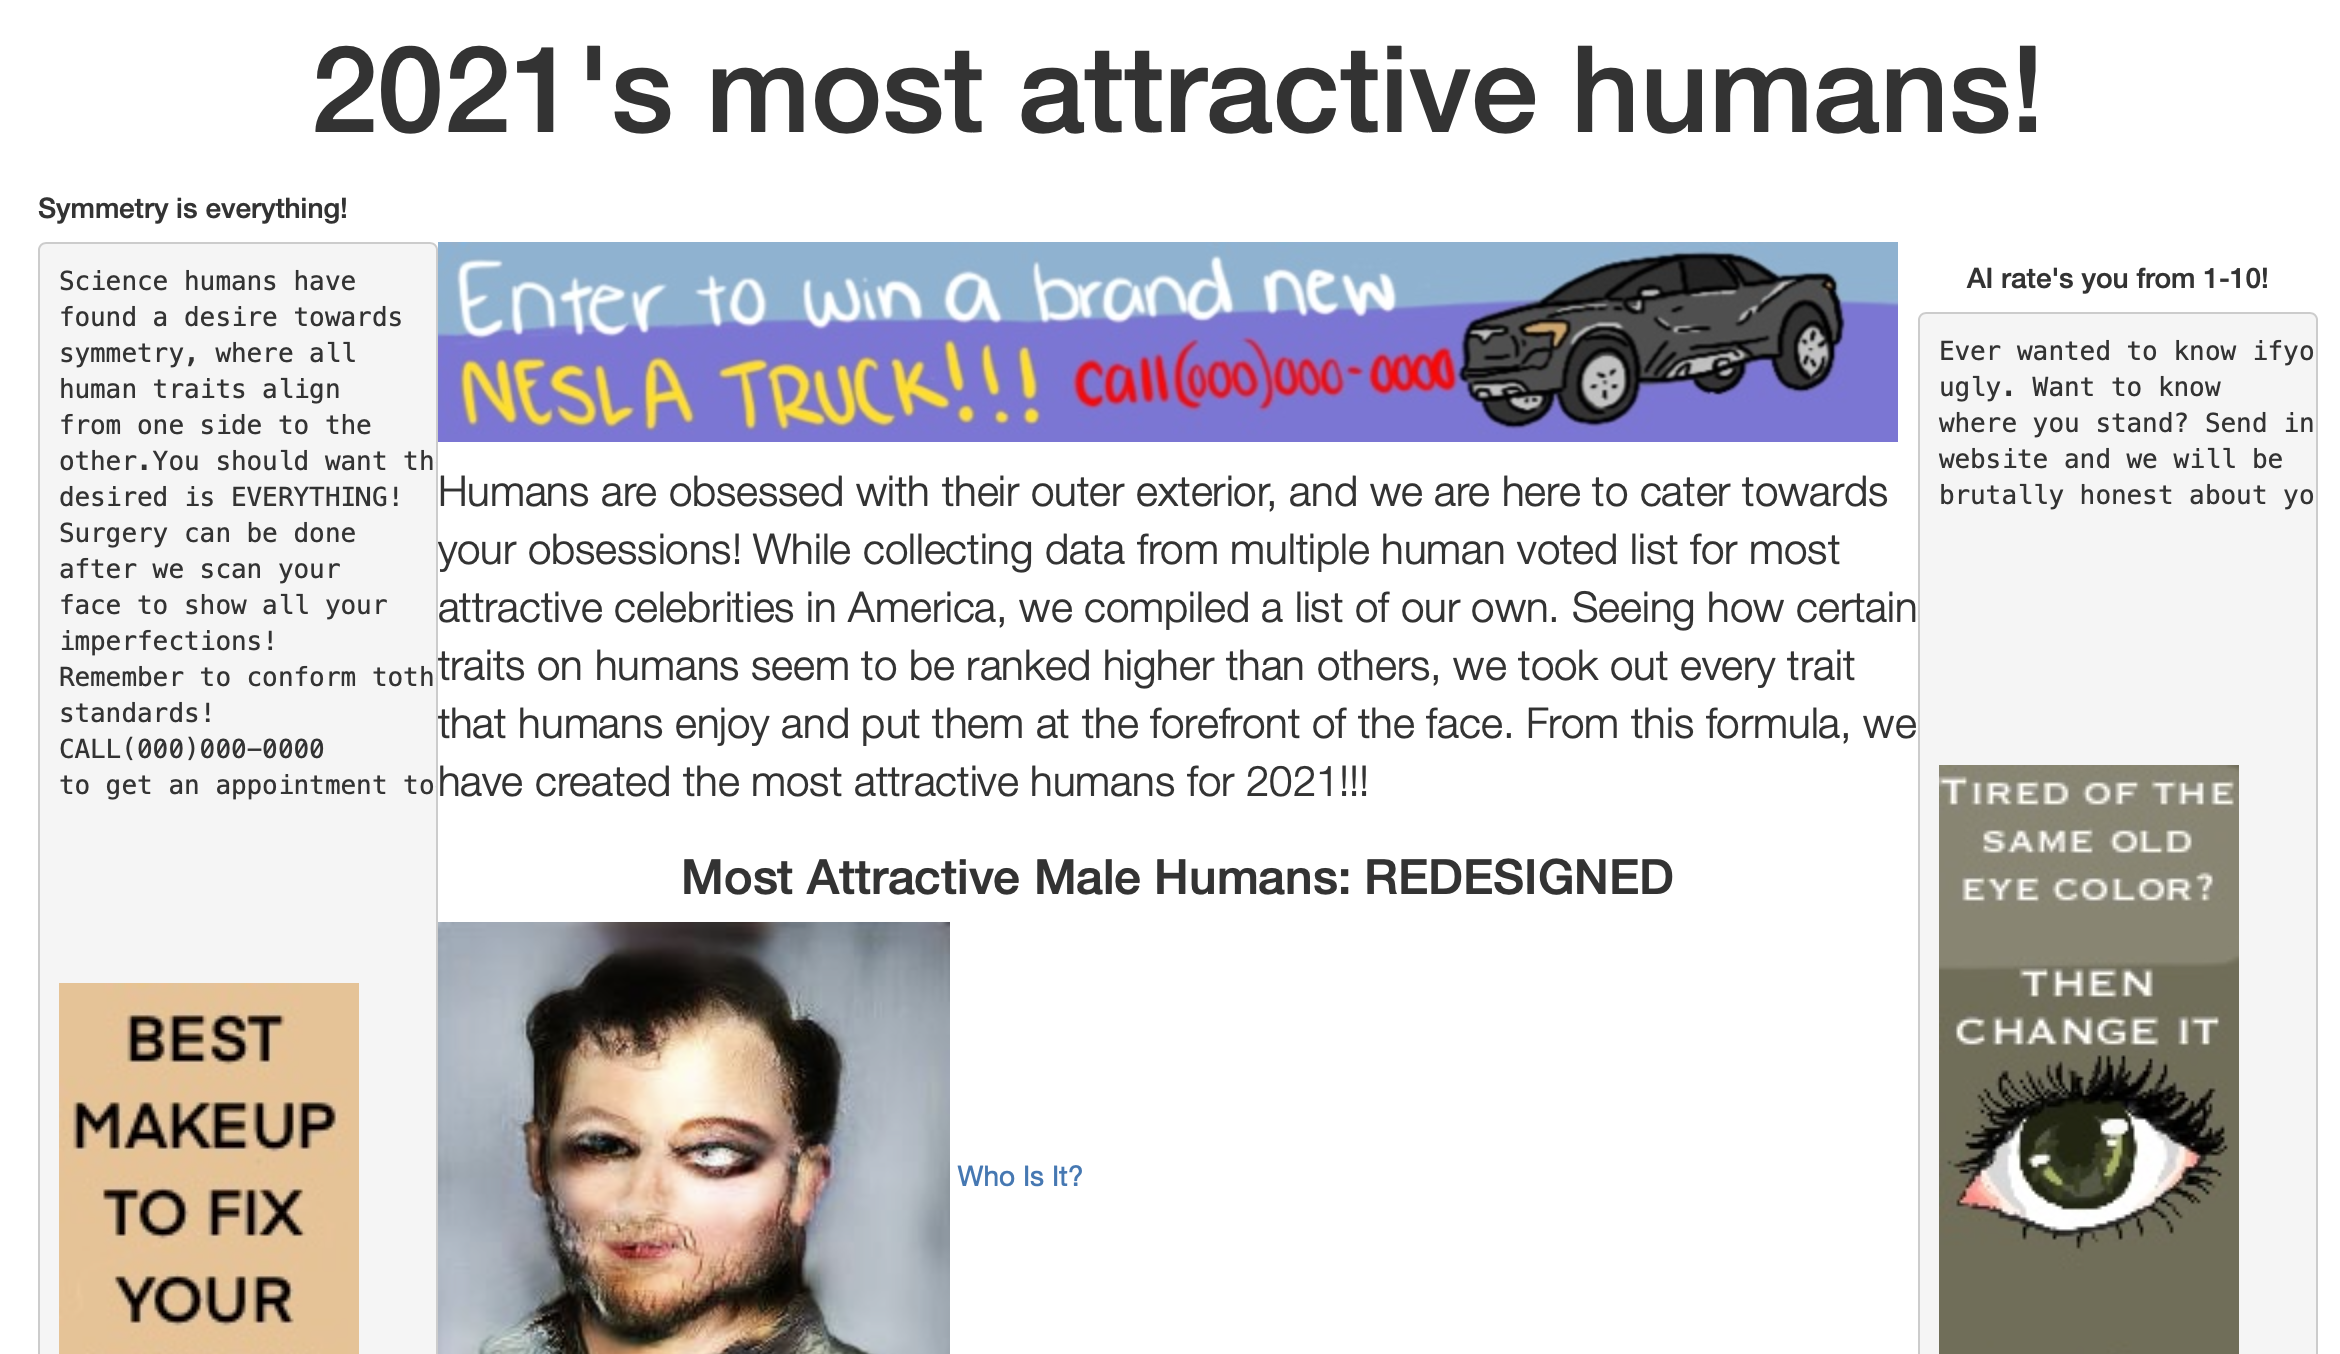 2021's most attractive humans!
Symmetry is everything!
Science humans have
found a desire towards
symmetry, where all
human traits align
from one side to the
other.You should want th
desired is EVERYTHING!
Surgery can be done
after we scan your
face to show all your
imperfections!
Remember to conform toth
standards!
CALL(000)000-0000
to get an appointment to
BEST
MAKEUP
TO FIX
YOUR
Enter to win a brand new
NESLA TRUCK!!! call(000)000-0000
Humans are obsessed with their outer exterior, and we are here to cater towards
your obsessions! While collecting data from multiple human voted list for most
attractive celebrities in America, we compiled a list of our own. Seeing how certain
traits on humans seem to be ranked higher than others, we took out every trait
that humans enjoy and put them at the forefront of the face. From this formula, we
have created the most attractive humans for 2021!!!
Most Attractive Male Humans: REDESIGNED
Who Is It?
AI rate's you from 1-10!
Ever wanted to know ifyo
ugly. Want to know
where you stand? Send in
website and we will be
brutally honest about yo
TIRED OF THE
SAME OLD
EYE COLOR?
THEN
CHANGE IT